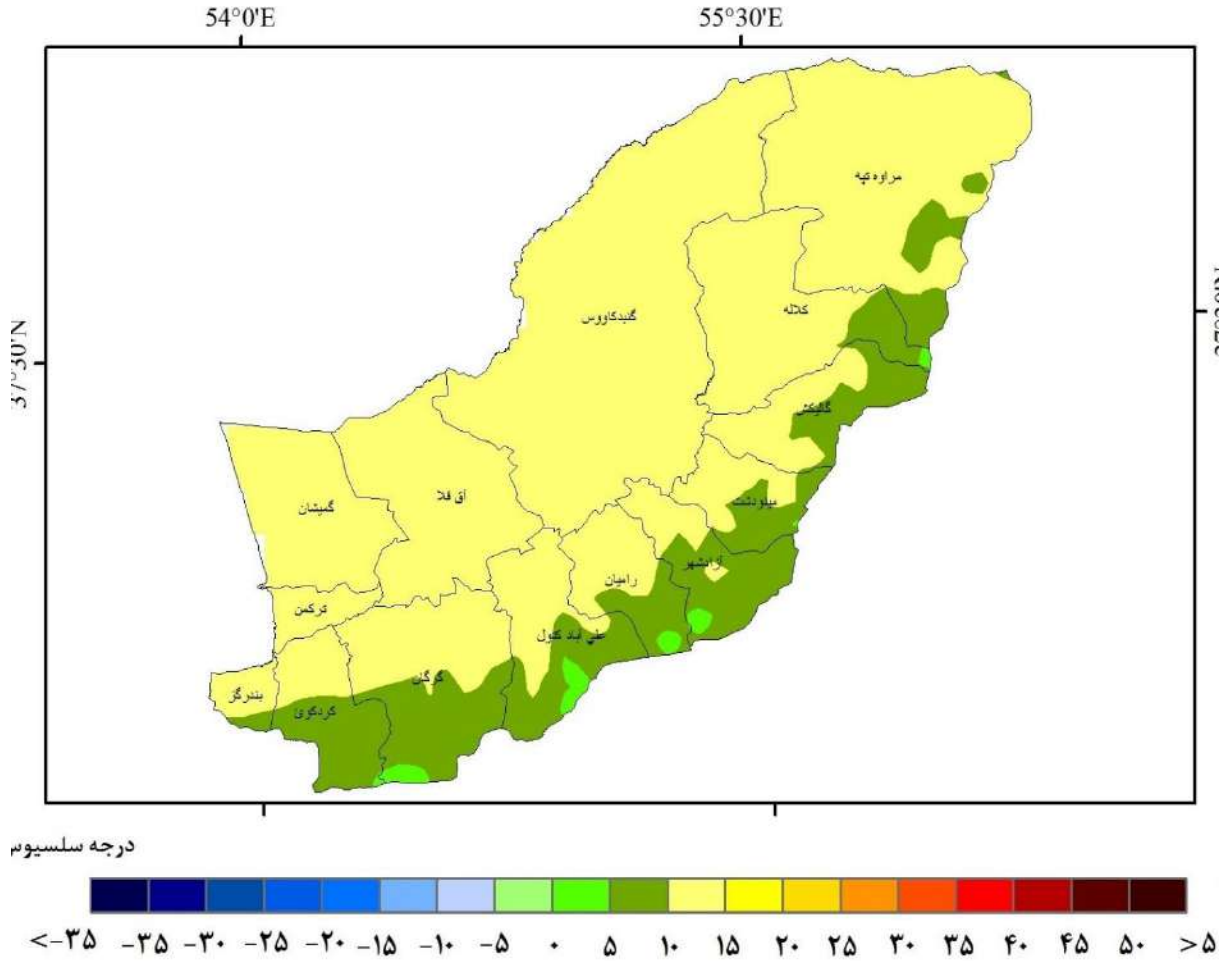 54°0'E 55°30'E
مراوه تپه
کلاله
گنبدکاووس
37°30'N
گالیکش
مینودشت
آق قلا
گمیشان
آزادشهر
رامیان
ترکمن
علی آباد کتول
گرگان
بندرگز
کردکوی
درجه سلسیوس
<-۳۵ -۳۵ -۳۰ -۲۵ -۲۰ -۱۵ -۱۰ -۵ ۰ ۵ ۱۰ ۱۵ ۲۰ ۲۵ ۳۰ ۳۵ ۴۰ ۴۵ ۵۰ >۵